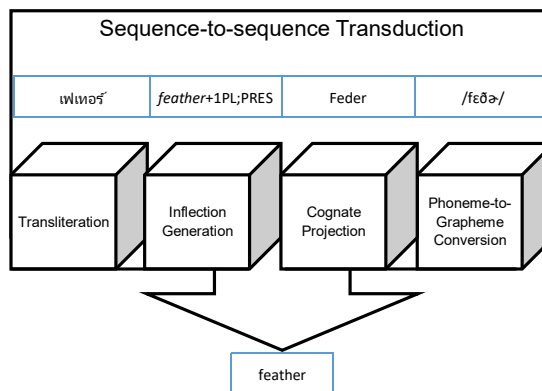 Sequence-to-sequence Transduction
เฟเทอร์
feather+1PL;PRES
Feder
/fɛðɚ/
Transliteration
Inflection
Generation
Cognate
Projection
Phoneme-to-
Grapheme
Conversion
feather